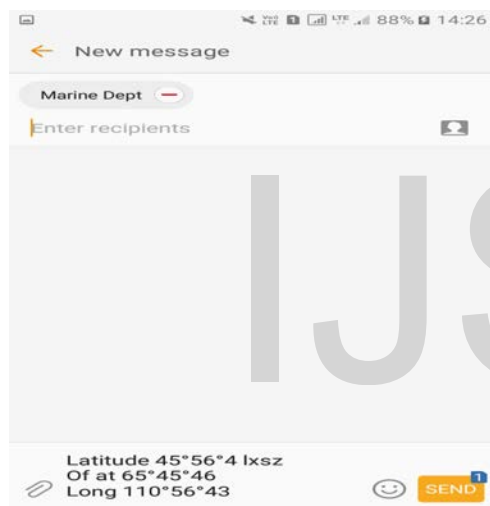 88% 14:26
New message
Marine Dept
Enter recipients
IJS
Latitude 45°56°4 lxsz
Of at 65°45°46
Long 110°56°43
1
SEND